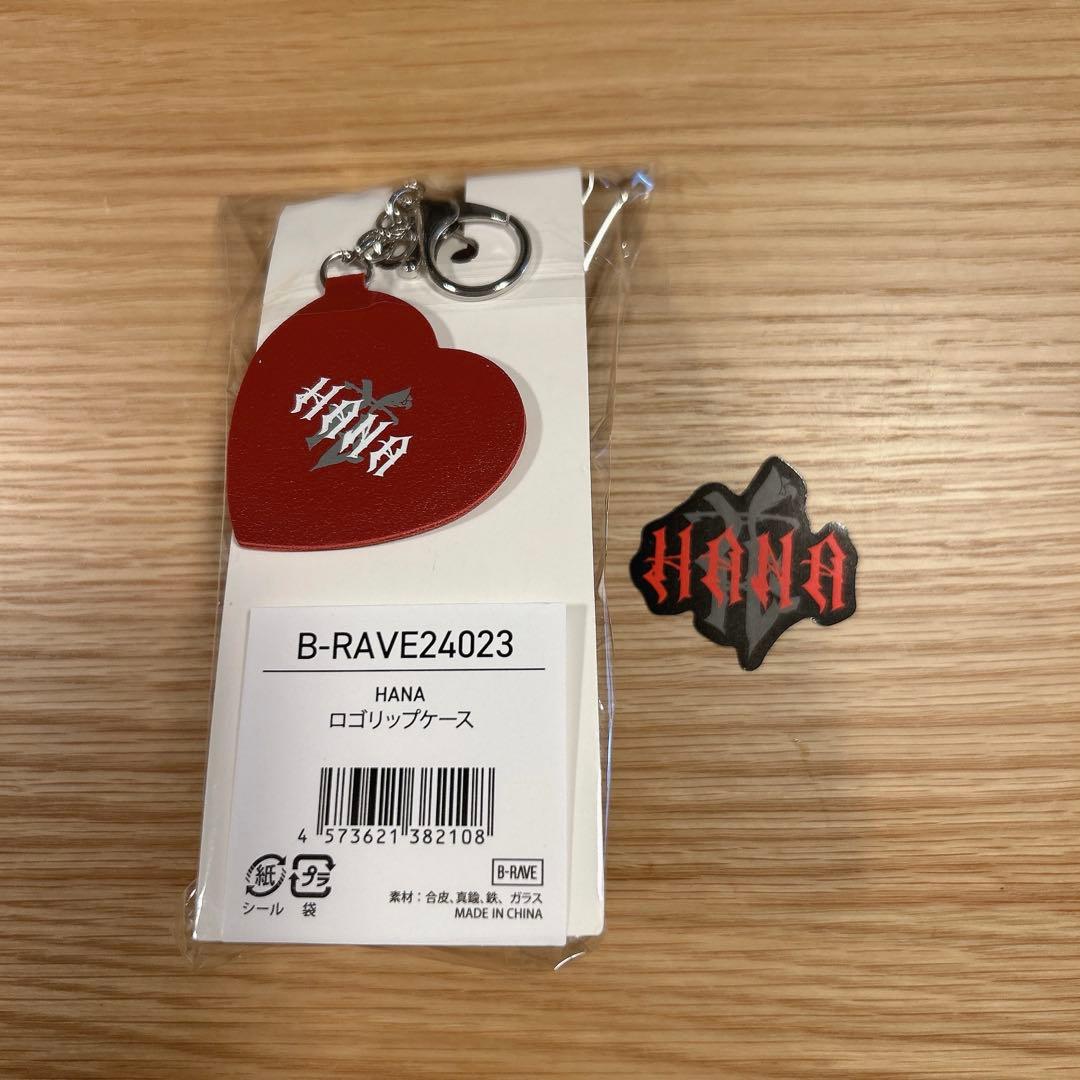 HANA
HANA
B-RAVE24023
HANA
ロゴリップケース
4 573621 382108
紙 プラ
シール 袋
B-RAVE
素材：合皮、真鍮、鉄、ガラス
MADE IN CHINA